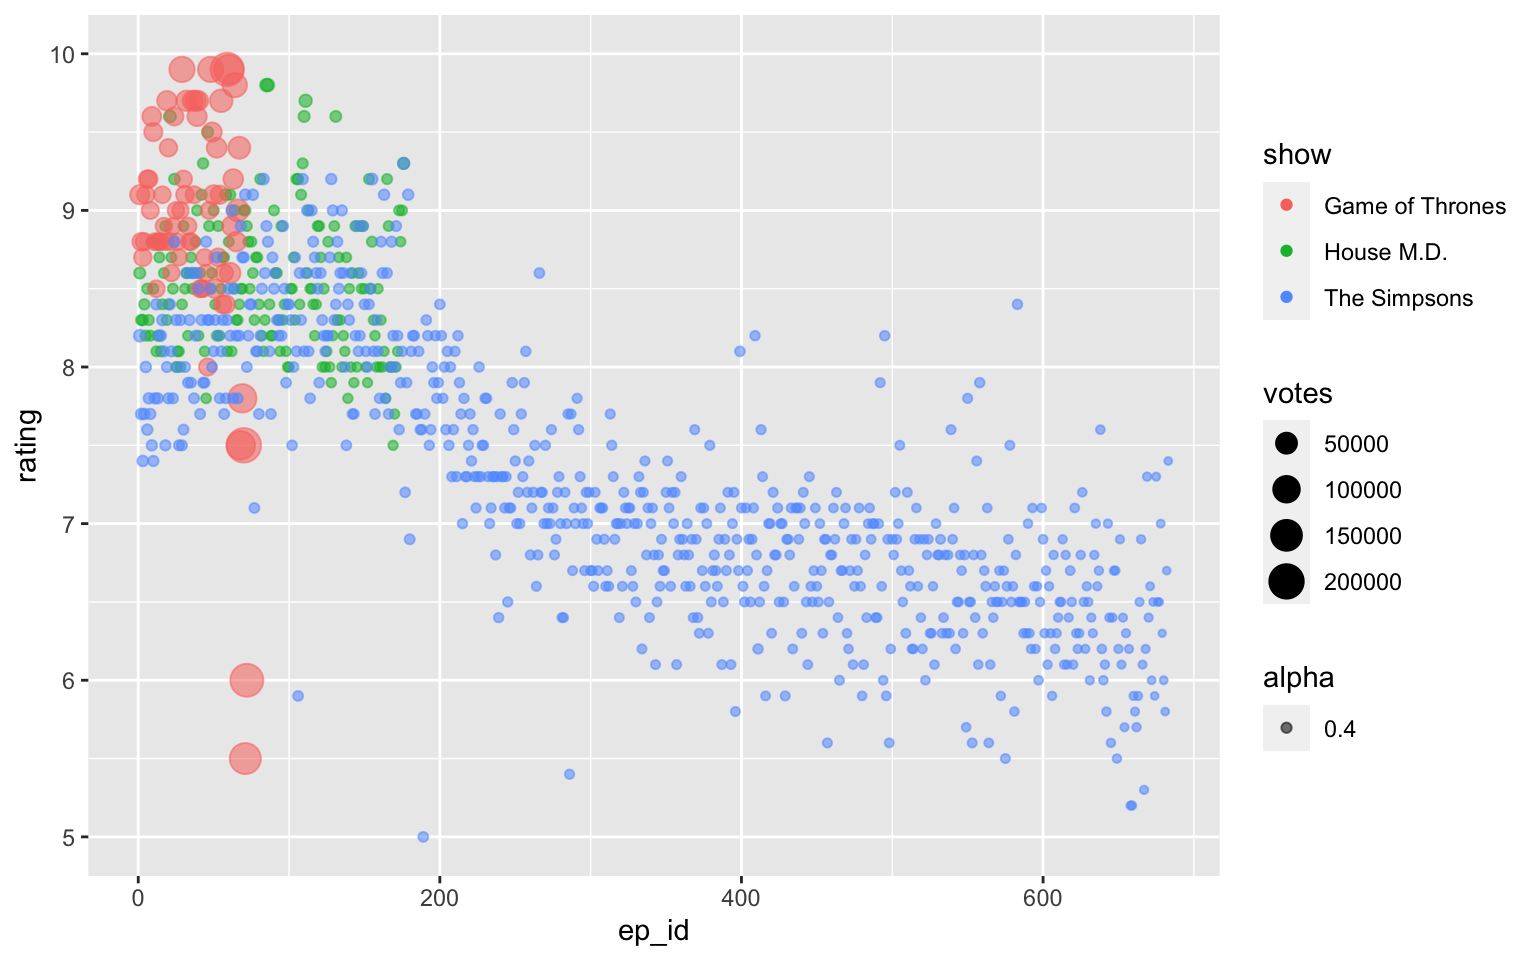 10
9
8
7
6
5
rating
0
200
400
600
ep_id
show
Game of Thrones
House M.D.
The Simpsons
votes
50000
100000
150000
200000
alpha
0.4